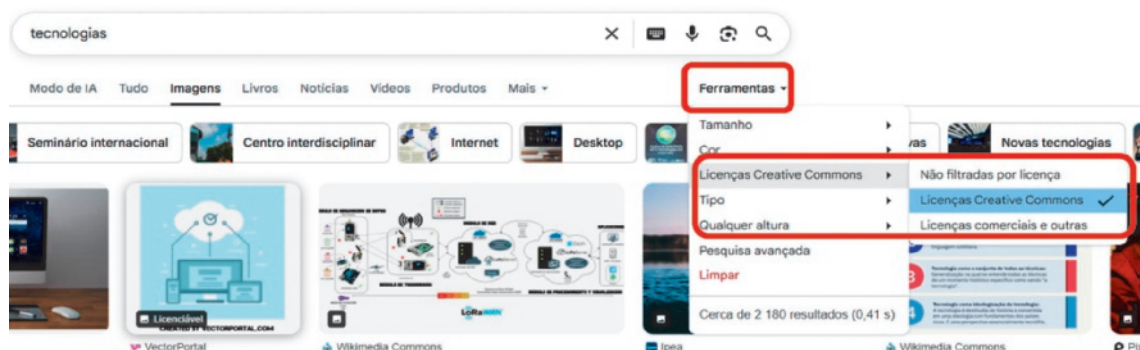 tecnologias
Modo de IA Tudo Imagens Livros Notícias Vídeos Produtos Mais Ferramentas
Tamanho
Seminário internacional Centro interdisciplinar Internet Desktop Novas tecnologias
Cor
Licenças Creative Commons Não filtradas por licença
Tipo Licenças Creative Commons
Qualquer altura Licenças comerciais e outras
Pesquisa avançada
Limpar
Cerca de 2 180 resultados (0,41 s)
LoRaWAN
Licenciável
CREATED BY VECTORPORTAL.COM
VectorPortal Wikimedia Commons Ipea Wikimedia Commons